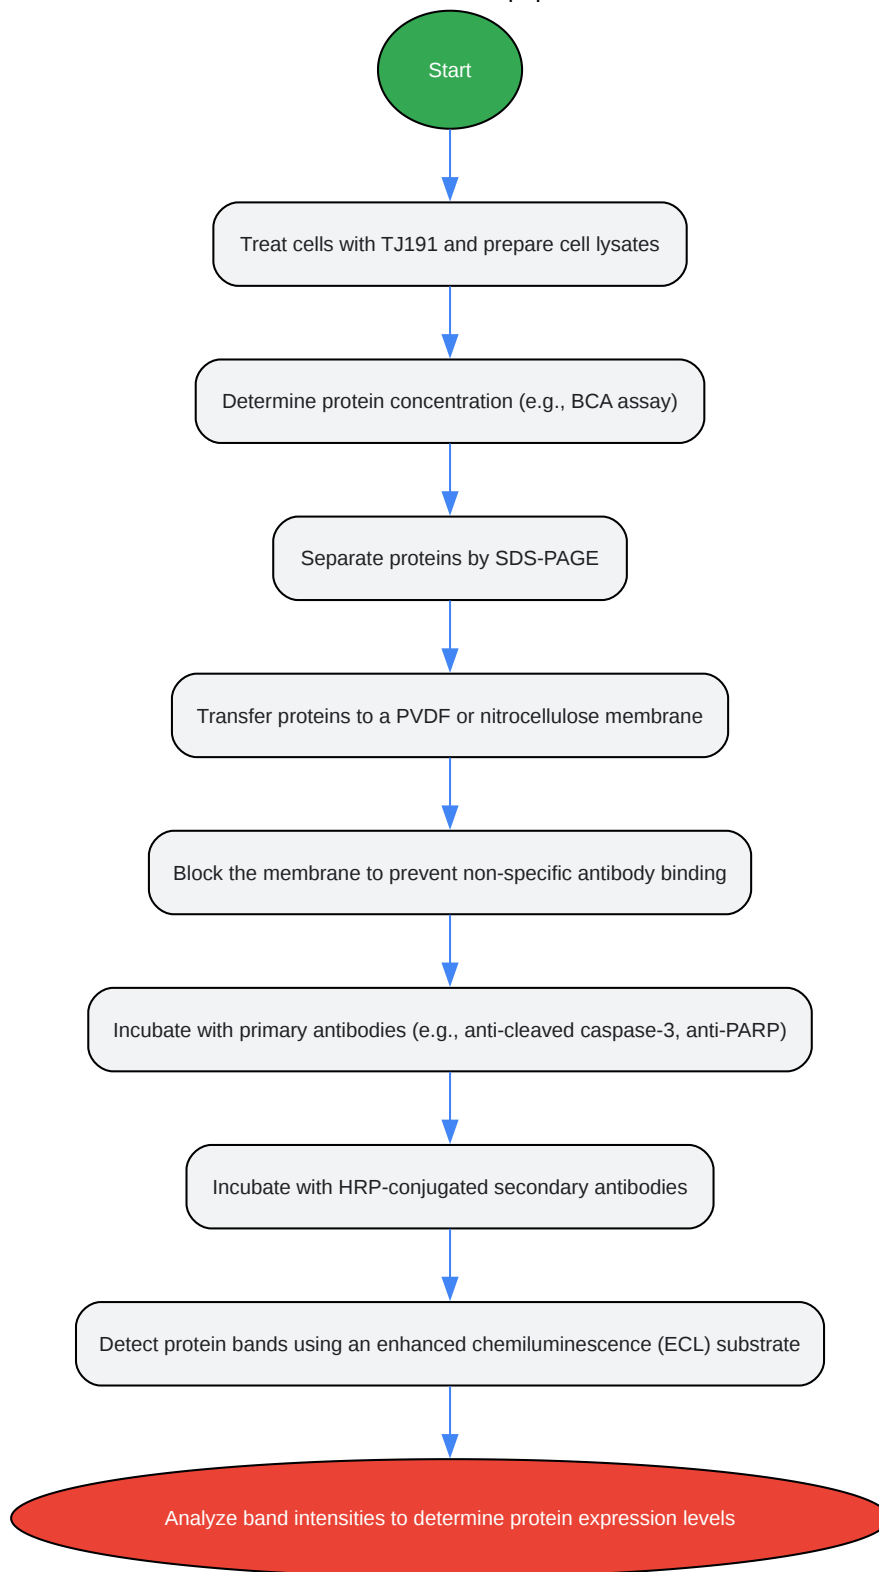 Start
Treat cells with TJ191 and prepare cell lysates
Determine protein concentration (e.g., BCA assay)
Separate proteins by SDS-PAGE
Transfer proteins to a PVDF or nitrocellulose membrane
Block the membrane to prevent non-specific antibody binding
Incubate with primary antibodies (e.g., anti-cleaved caspase-3, anti-PARP)
Incubate with HRP-conjugated secondary antibodies
Detect protein bands using an enhanced chemiluminescence (ECL) substrate
Analyze band intensities to determine protein expression levels